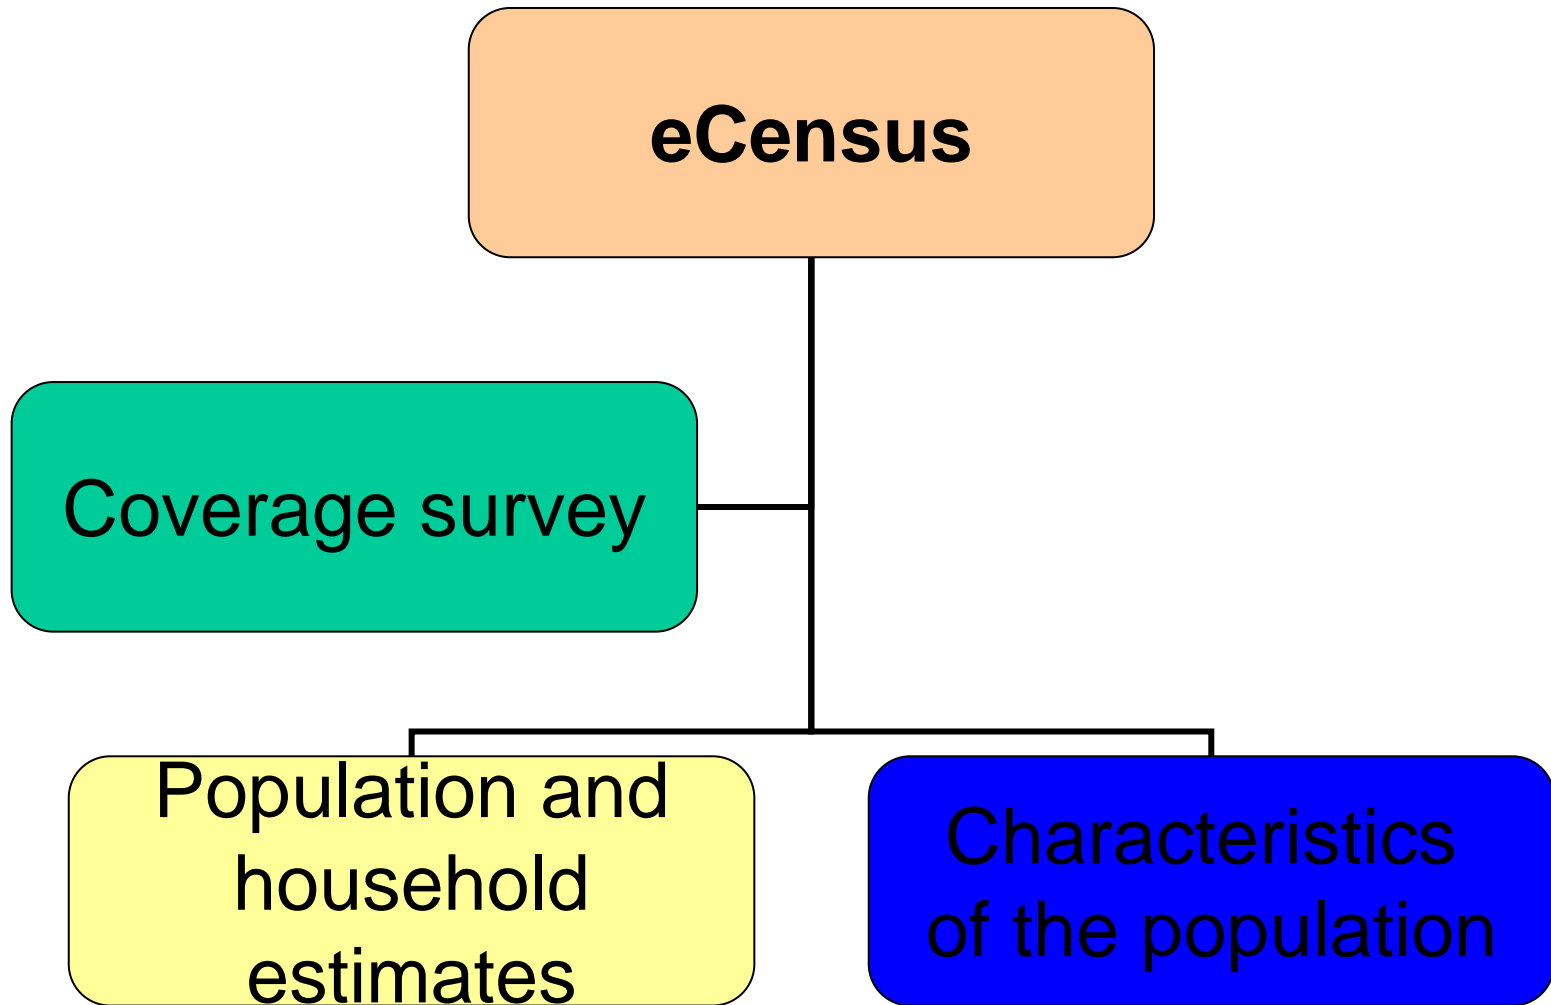 eCensus
Coverage survey
Population and
household
estimates
Characteristics
of the population